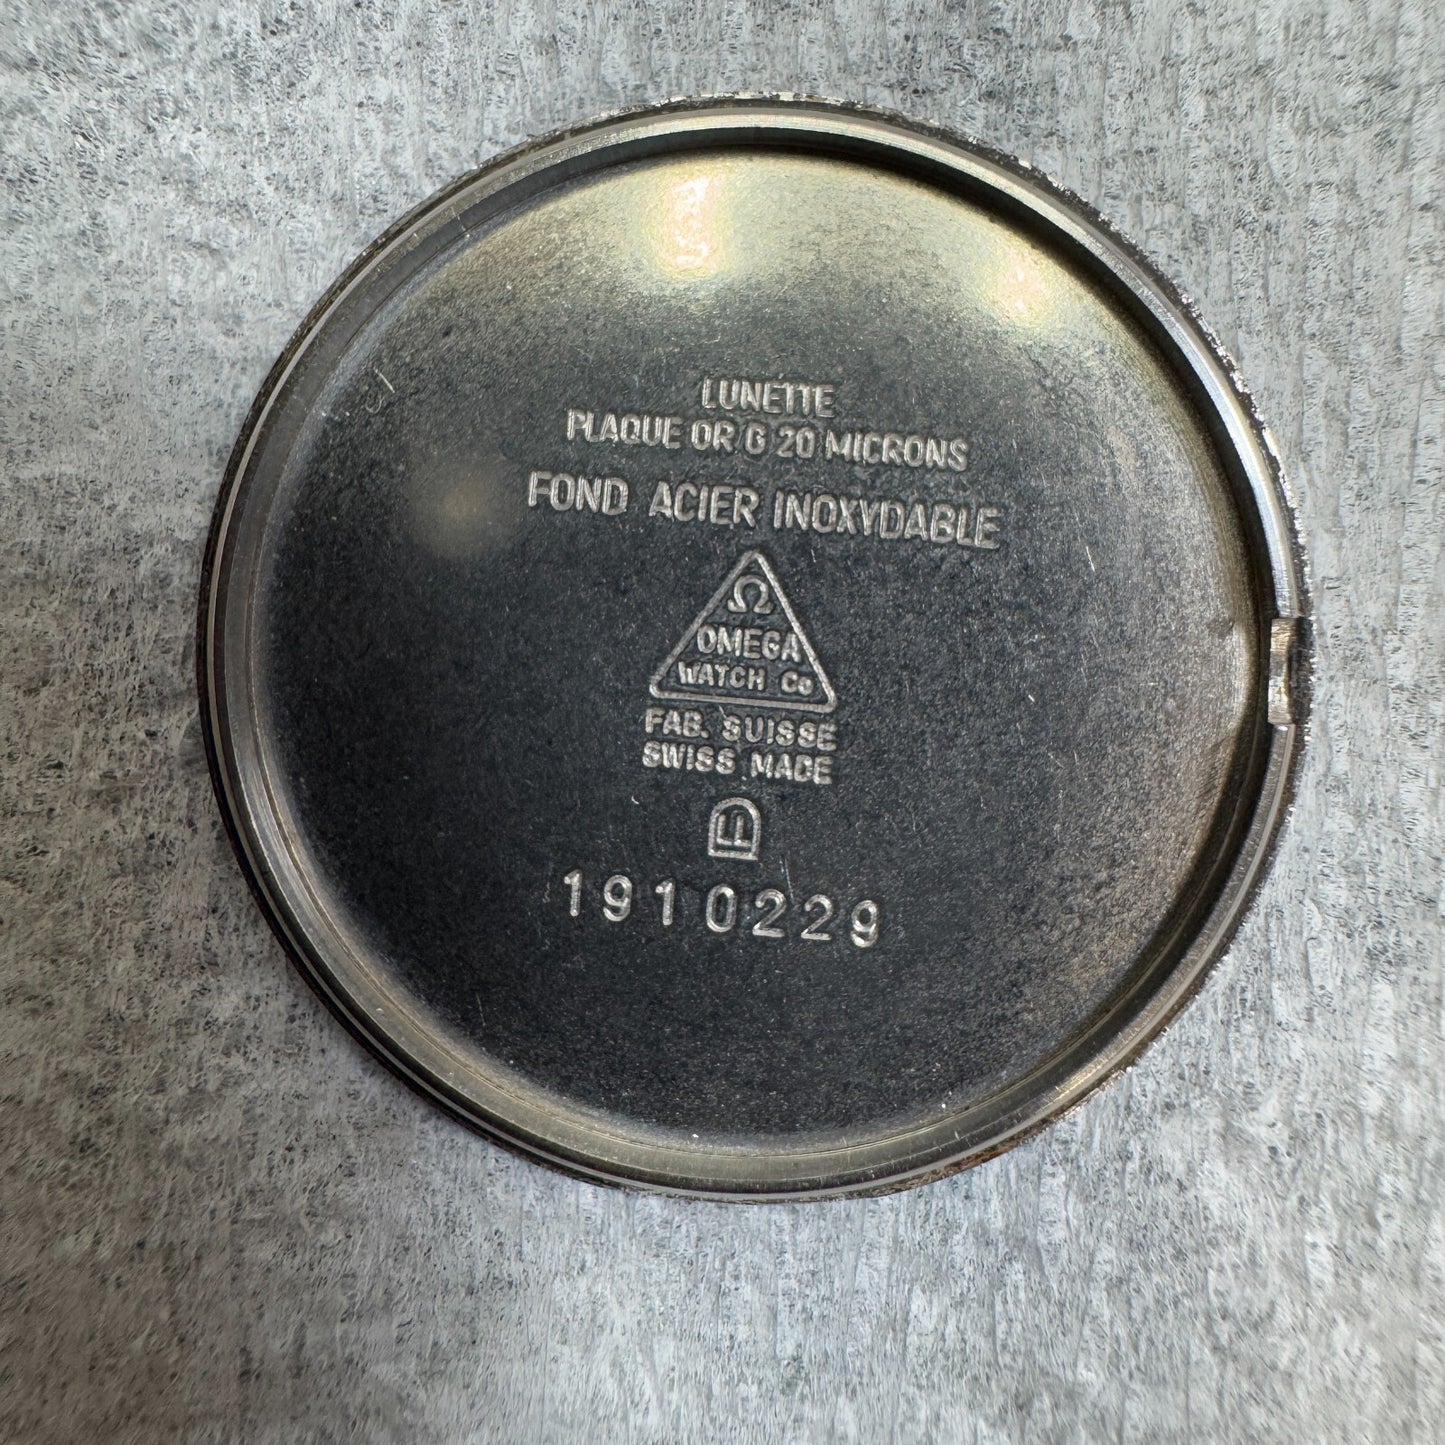 LUNETTE
PLAQUE OR G 20 MICRONS
FOND ACIER INOXYDABLE
Ω
OMEGA
WATCH Co
FAB. SUISSE
SWISS MADE
1910229